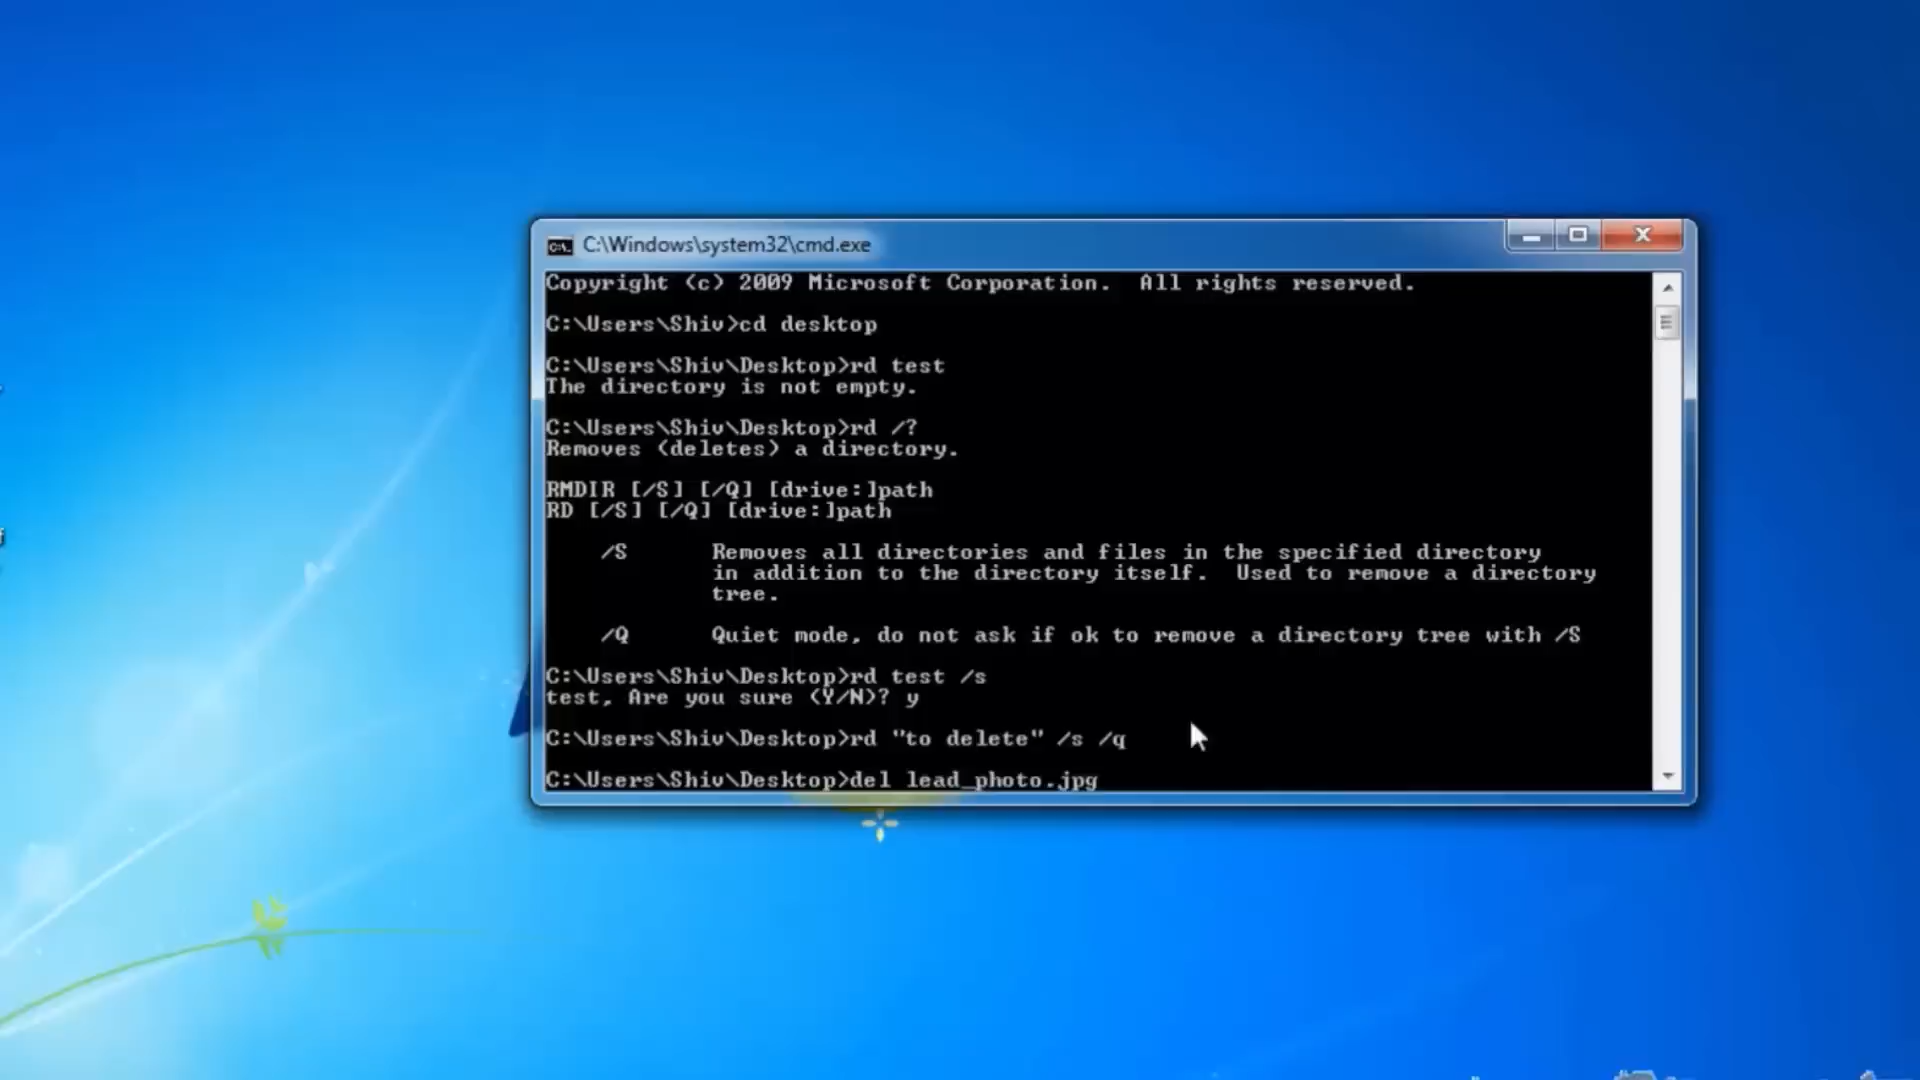 C:\Windows\system32\cmd.exe
Copyright (c) 2009 Microsoft Corporation.  All rights reserved.
C:\Users\Shiv>cd desktop
C:\Users\Shiv\Desktop>rd test
The directory is not empty.
C:\Users\Shiv\Desktop>rd /?
Removes (deletes) a directory.
RMDIR [/S] [/Q] [drive:]path
RD [/S] [/Q] [drive:]path
/S      Removes all directories and files in the specified directory
in addition to the directory itself.  Used to remove a directory
tree.
/Q      Quiet mode, do not ask if ok to remove a directory tree with /S
C:\Users\Shiv\Desktop>rd test /s
test, Are you sure (Y/N)? y
C:\Users\Shiv\Desktop>rd "to delete" /s /q
C:\Users\Shiv\Desktop>del lead_photo.jpg